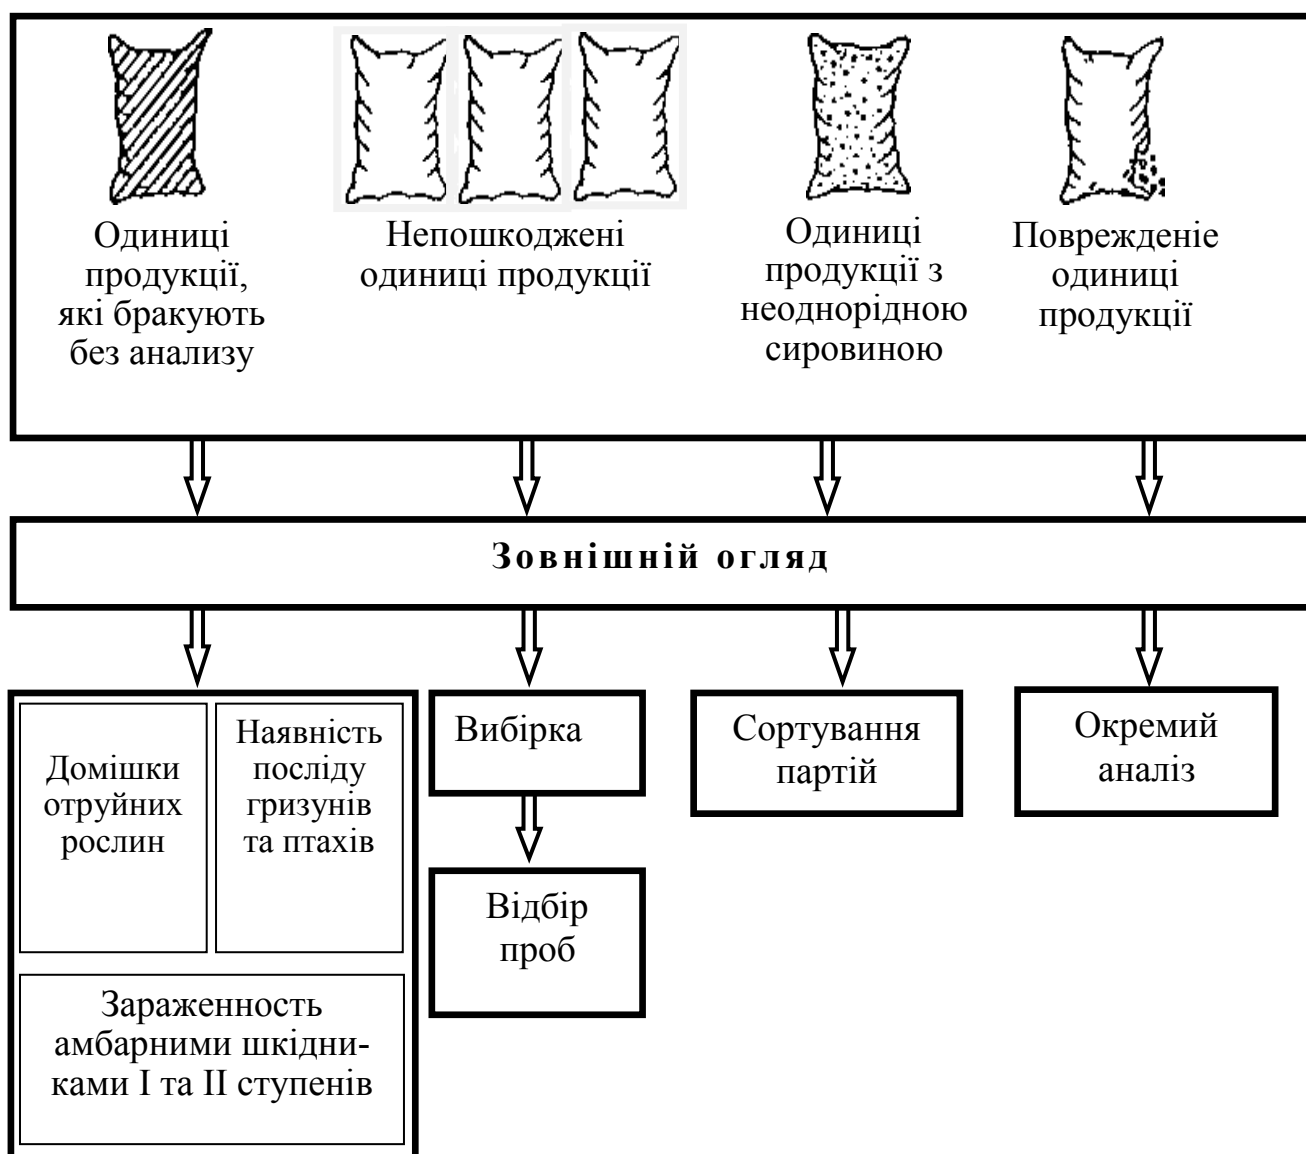 Одиниці
продукції,
які бракують
без анализу
Непошкоджені
одиниці продукції
Одиниці
продукції з
неоднорідною
сировиною
Поврежденіе
одиниці
продукції
Зовнішній огляд
Домішки
отруйних
рослин
Наявність
посліду
гризунів
та птахів
Зараженность
амбарними шкідни-
ками I та II ступенів
Вибірка
Відбір
проб
Сортування
партій
Окремий
аналіз